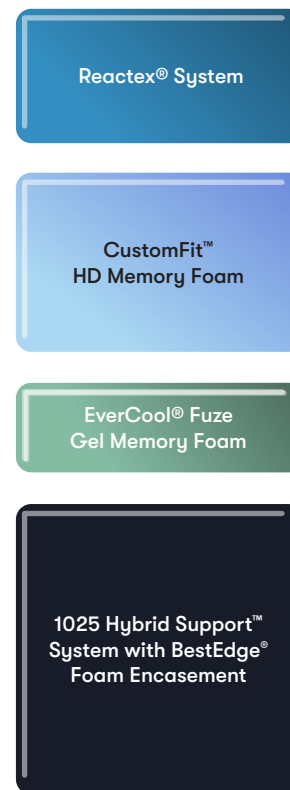 Reactex® System
CustomFit™
HD Memory Foam
EverCool® Fuze
Gel Memory Foam
1025 Hybrid Support™
System with BestEdge®
Foam Encasement